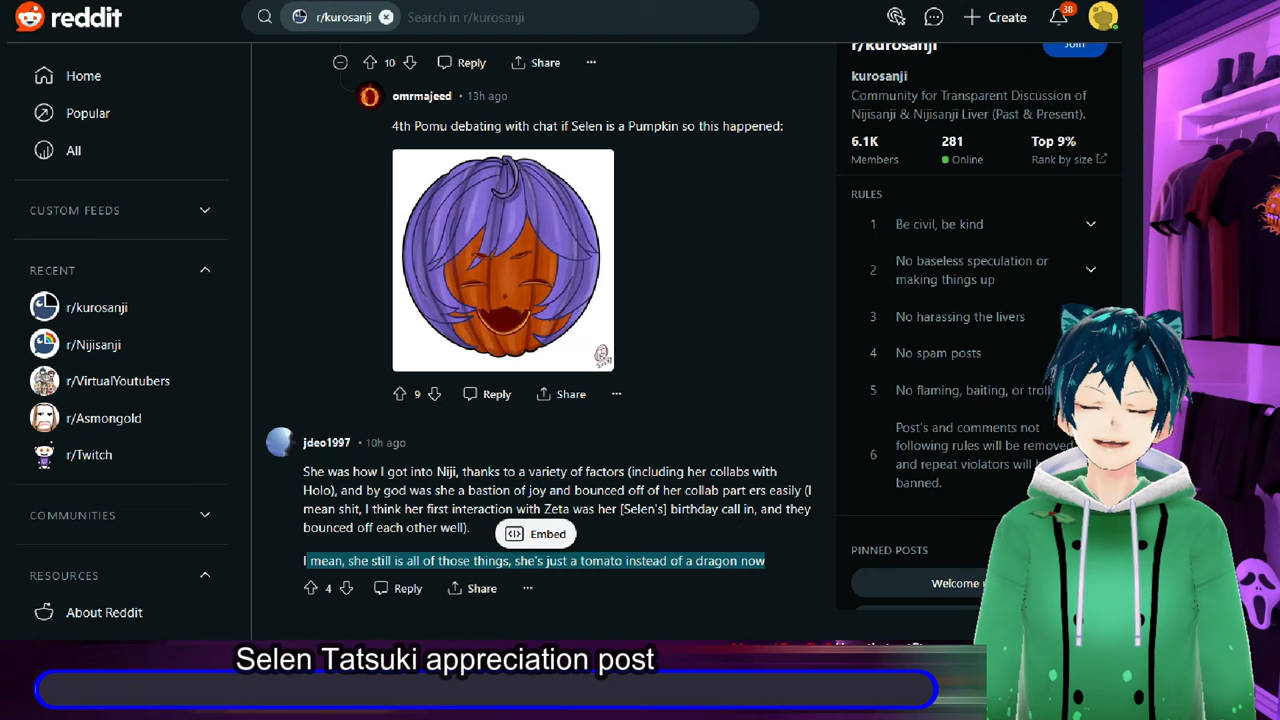 reddit
r/kurosanji
Search in r/kurosanji
Create
38
Home
Popular
All
CUSTOM FEEDS
RECENT
r/kurosanji
r/Nijisanji
r/VirtualYoutubers
r/Asmongold
r/Twitch
COMMUNITIES
RESOURCES
About Reddit
10
Reply
Share
omrmajeed • 13h ago
4th Pomu debating with chat if Selen is a Pumpkin so this happened:
9
Reply
Share
jdeo1997 • 10h ago
She was how I got into Niji, thanks to a variety of factors (including her collabs with
Holo), and by god was she a bastion of joy and bounced off of her collab part ers easily (I
mean shit, I think her first interaction with Zeta was her [Selen's] birthday call in, and they
bounced off each other well).
Embed
I mean, she still is all of those things, she's just a tomato instead of a dragon now
4
Reply
Share
r/kurosanji
Join
kurosanji
Community for Transparent Discussion of
Nijisanji & Nijisanji Liver (Past & Present).
6.1K
281
Top 9%
Members
Online
Rank by size
RULES
1 Be civil, be kind
2 No baseless speculation or
making things up
3 No harassing the livers
4 No spam posts
5 No flaming, baiting, or troll
6 Post's and comments not
following rules will be removed
and repeat violators will
banned.
PINNED POSTS
Welcome
Selen Tatsuki appreciation post